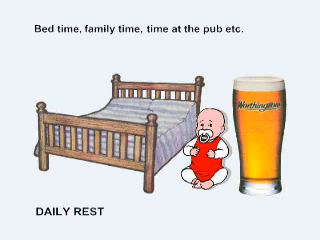 Bed time, family time, time at the pub etc.
Worthington
DAILY REST